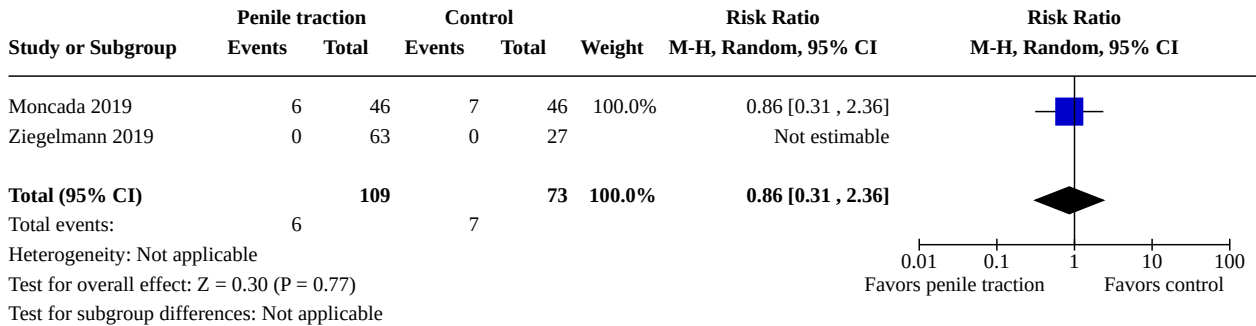 Penile traction Control Risk Ratio Risk Ratio
Study or Subgroup Events Total Events Total Weight M-H, Random, 95% CI M-H, Random, 95% CI
Moncada 2019 6 46 7 46 100.0% 0.86 [0.31 , 2.36]
Ziegelmann 2019 0 63 0 27 Not estimable
Total (95% CI) 109 73 100.0% 0.86 [0.31 , 2.36]
Total events: 6 7
Heterogeneity: Not applicable
0.01 0.1 1 10 100
Test for overall effect: Z = 0.30 (P = 0.77)
Favors penile traction Favors control
Test for subgroup differences: Not applicable